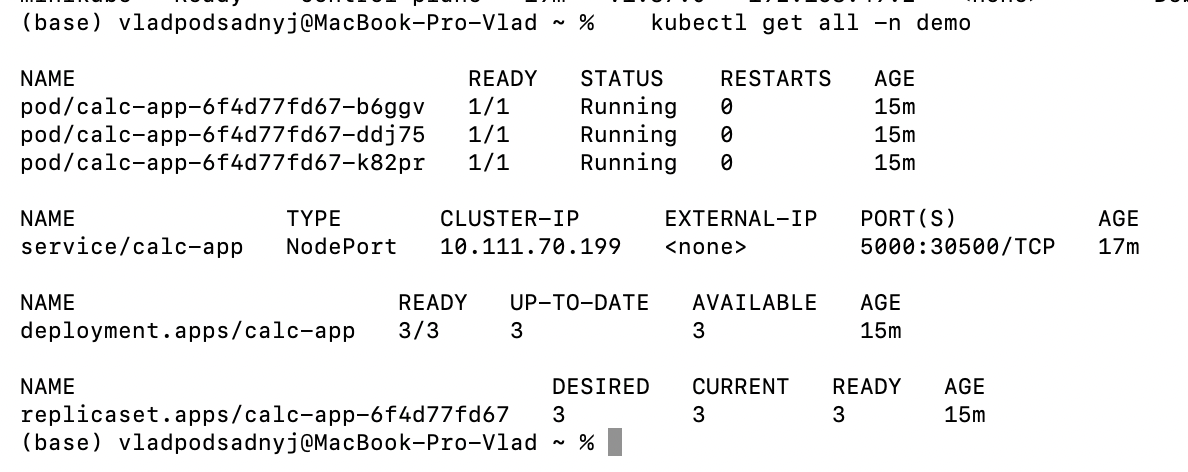 (base) vladpodsadnyj@MacBook-Pro-Vlad ~ %    kubectl get all -n demo
NAME                            READY   STATUS    RESTARTS   AGE
pod/calc-app-6f4d77fd67-b6ggv   1/1     Running   0          15m
pod/calc-app-6f4d77fd67-ddj75   1/1     Running   0          15m
pod/calc-app-6f4d77fd67-k82pr   1/1     Running   0          15m
NAME               TYPE       CLUSTER-IP      EXTERNAL-IP   PORT(S)          AGE
service/calc-app   NodePort   10.111.70.199   <none>        5000:30500/TCP   17m
NAME                       READY   UP-TO-DATE   AVAILABLE   AGE
deployment.apps/calc-app   3/3     3            3           15m
NAME                                  DESIRED   CURRENT   READY   AGE
replicaset.apps/calc-app-6f4d77fd67   3         3         3       15m
(base) vladpodsadnyj@MacBook-Pro-Vlad ~ %